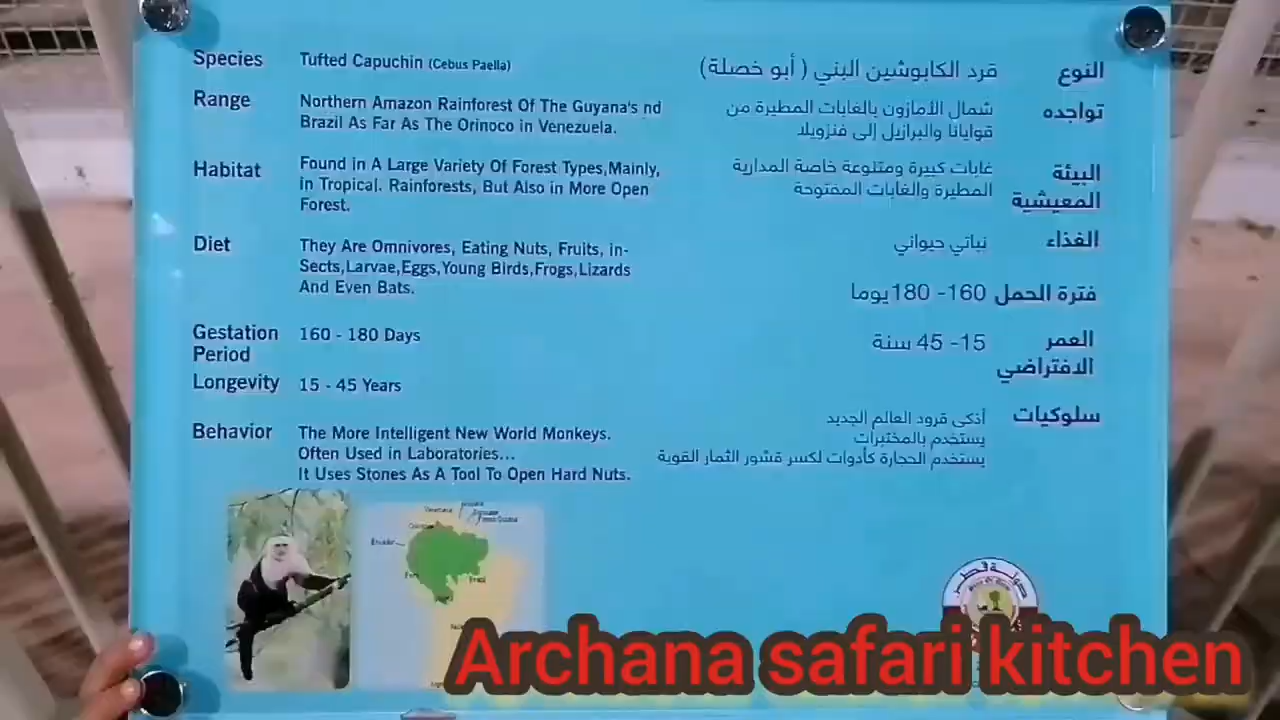 Species Tufted Capuchin (Cebus Paella)
Range Northern Amazon Rainforest Of The Guyana's nd
Brazil As Far As The Orinoco in Venezuela.
Habitat Found in A Large Variety Of Forest Types,Mainly,
in Tropical. Rainforests, But Also in More Open
Forest.
Diet They Are Omnivores, Eating Nuts, Fruits, in-
Sects,Larvae,Eggs,Young Birds,Frogs,Lizards
And Even Bats.
Gestation Period 160 - 180 Days
Longevity 15 - 45 Years
Behavior The More Intelligent New World Monkeys.
Often Used in Laboratories...
It Uses Stones As A Tool To Open Hard Nuts.
النوع قرد الكابوشين البني ( أبو خصلة)
تواجده شمال الأمازون بالغابات المطيرة من
قوايانا والبرازيل إلى فنزويلا
البيئة المعيشية غابات كبيرة ومتنوعة خاصة المدارية
المطيرة والغابات المفتوحة
الغذاء نباتي حيواني
فترة الحمل 160- 180يوما
العمر الافتراضي 15- 45 سنة
سلوكيات أذكى قرود العالم الجديد
يستخدم بالمختبرات
يستخدم الحجارة كأدوات لكسر قشور الثمار القوية
Venezuela
Ecuador
Brazil
دولة قطر
Archana safari kitchen